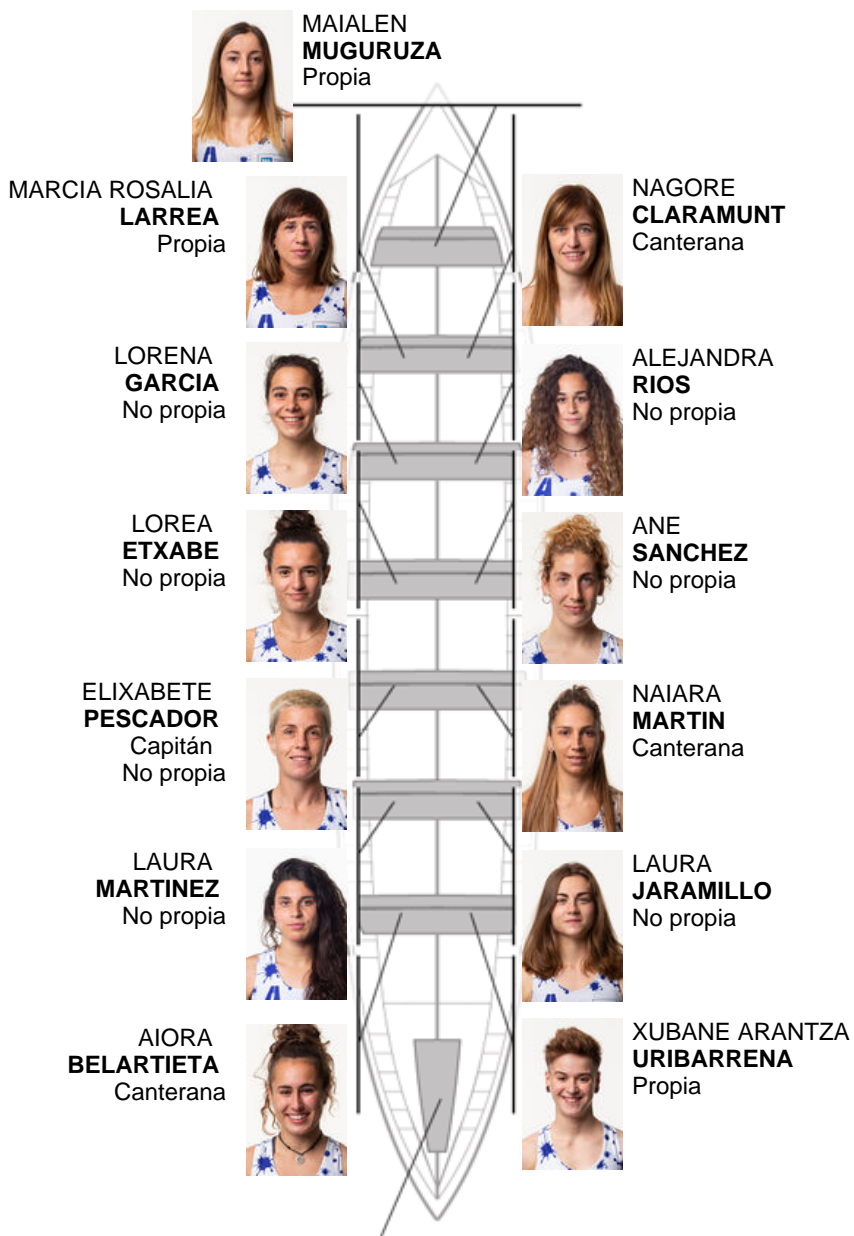 MAIALEN
MUGURUZA
Propia
MARCIA ROSALIA
LARREA
Propia
NAGORE
CLARAMUNT
Canterana
LORENA
GARCIA
No propia
ALEJANDRA
RIOS
No propia
LOREA
ETXABE
No propia
ANE
SANCHEZ
No propia
ELIXABETE
PESCADOR
Capitán
No propia
NAIARA
MARTIN
Canterana
LAURA
MARTINEZ
No propia
LAURA
JARAMILLO
No propia
AIORA
BELARTIETA
Canterana
XUBANE ARANTZA
URIBARRENA
Propia